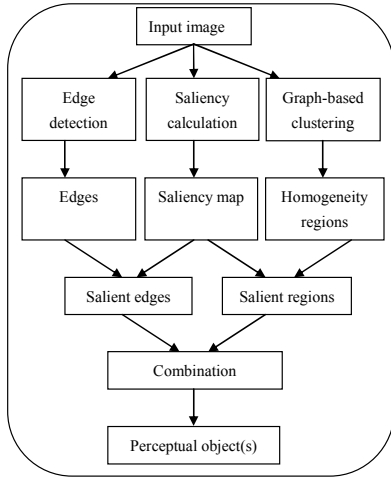 Input image
Edge
detection
Saliency
calculation
Graph-based
clustering
Edges
Saliency map
Homogeneity
regions
Salient edges
Salient regions
Combination
Perceptual object(s)